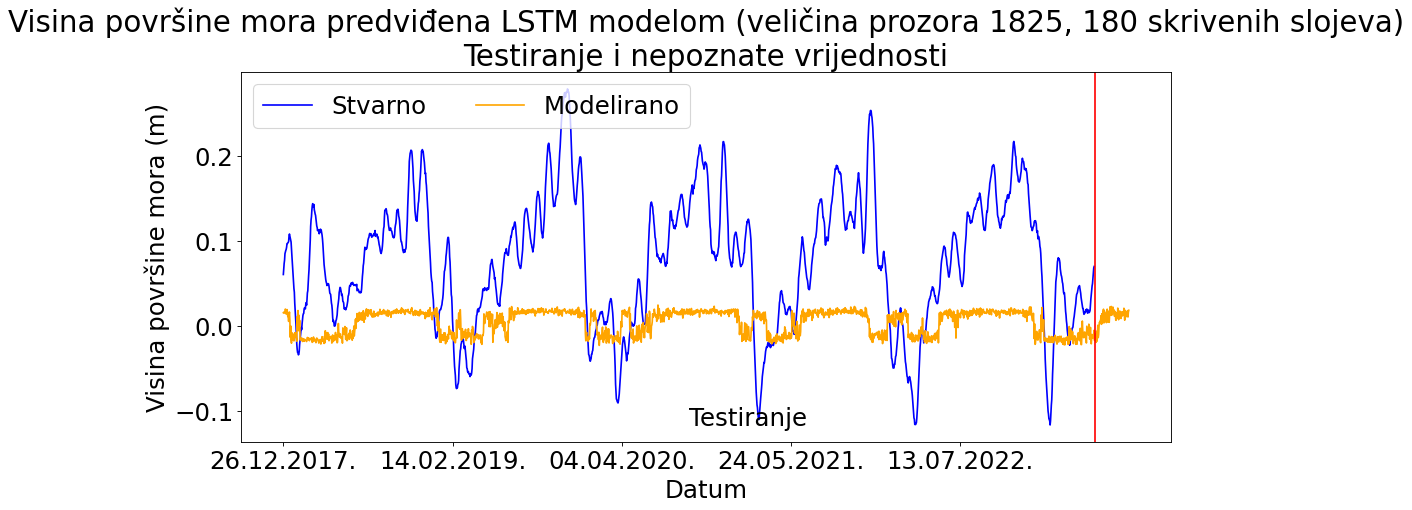 Visina površine mora predviđena LSTM modelom (veličina prozora 1825, 180 skrivenih slojeva)
Testiranje i nepoznate vrijednosti
Stvarno
Modelirano
Visina površine mora (m)
0.2
0.1
0.0
−0.1
Testiranje
26.12.2017.
14.02.2019.
04.04.2020.
24.05.2021.
13.07.2022.
Datum